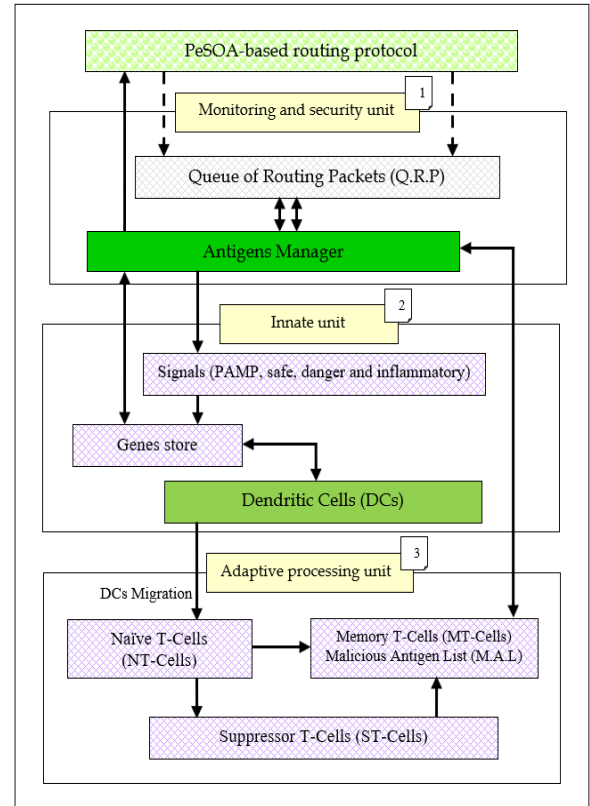 PeSOA-based routing protocol
1
Monitoring and security unit
Queue of Routing Packets (Q.R.P)
Antigens Manager
2
Innate unit
Signals (PAMP, safe, danger and inflammatory)
Genes store
Dendritic Cells (DCs)
3
Adaptive processing unit
DCs Migration
Naïve T-Cells
(NT-Cells)
Memory T-Cells (MT-Cells)
Malicious Antigen List (M.A.L)
Suppressor T-Cells (ST-Cells)